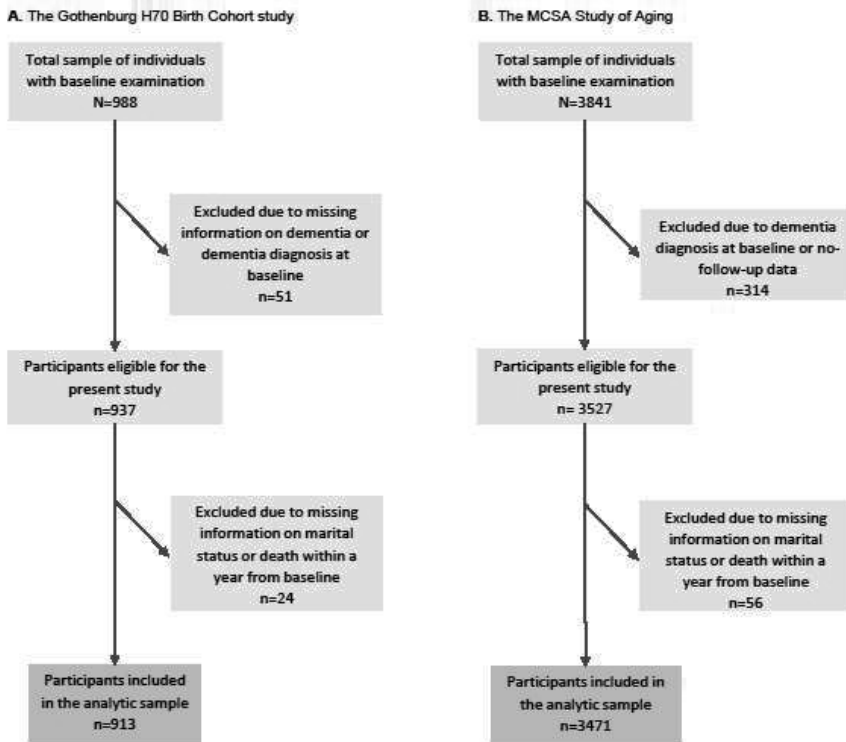 A. The Gothenburg H70 Birth Cohort study
Total sample of individuals
with baseline examination
N=988
Excluded due to missing
information on dementia or
dementia diagnosis at
baseline
n=51
Participants eligible for the
present study
n=937
Excluded due to missing
information on marital
status or death within a
year from baseline
n=24
Participants included
in the analytic sample
n=913
B. The MCSA Study of Aging
Total sample of individuals
with baseline examination
N=3841
Excluded due to dementia
diagnosis at baseline or no-
follow-up data
n=314
Participants eligible for the
present study
n= 3527
Excluded due to missing
information on marital
status or death within a
year from baseline
n=56
Participants included in
the analytic sample
n=3471